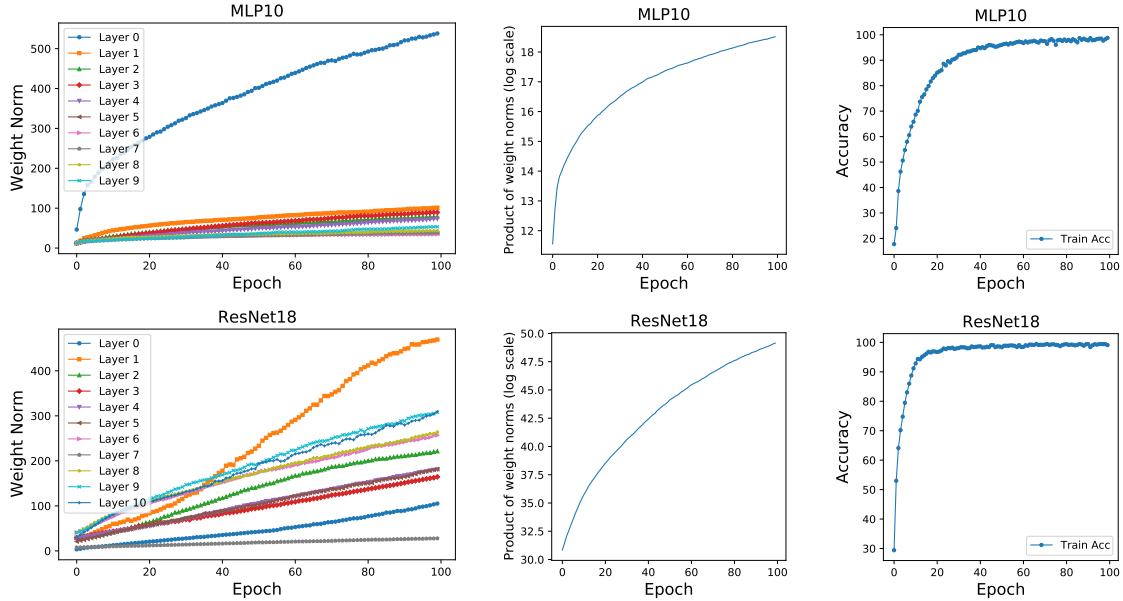 MLP10
Weight Norm
500
400
300
200
100
0
Layer 0
Layer 1
Layer 2
Layer 3
Layer 4
Layer 5
Layer 6
Layer 7
Layer 8
Layer 9
0 20 40 60 80 100
Epoch
MLP10
Product of weight norms (log scale)
18
17
16
15
14
13
12
0 20 40 60 80 100
Epoch
MLP10
Accuracy
100
90
80
70
60
50
40
30
20
Train Acc
0 20 40 60 80 100
Epoch
ResNet18
Weight Norm
400
300
200
100
0
Layer 0
Layer 1
Layer 2
Layer 3
Layer 4
Layer 5
Layer 6
Layer 7
Layer 8
Layer 9
Layer 10
0 20 40 60 80 100
Epoch
ResNet18
Product of weight norms (log scale)
50.0
47.5
45.0
42.5
40.0
37.5
35.0
32.5
30.0
0 20 40 60 80 100
Epoch
ResNet18
Accuracy
100
90
80
70
60
50
40
30
Train Acc
0 20 40 60 80 100
Epoch